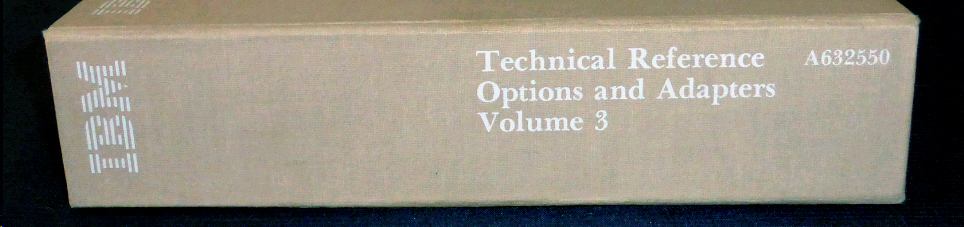 IBM
Technical Reference A632550
Options and Adapters
Volume 3